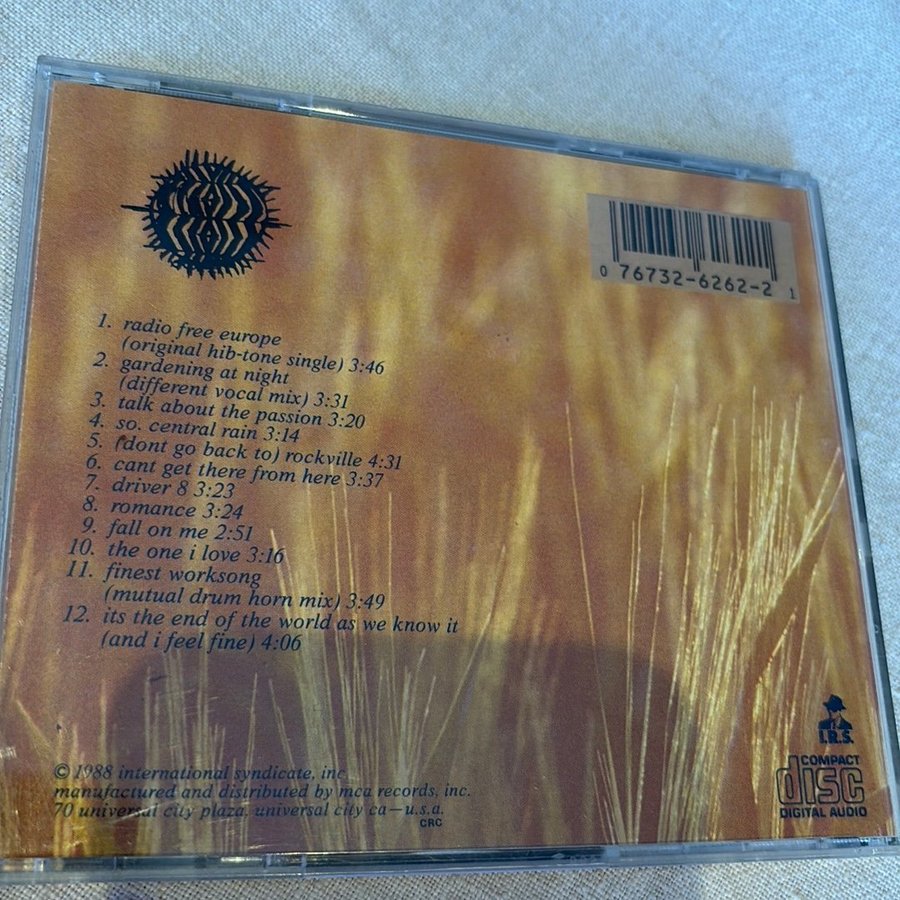 0 76732-6262-2 1
1. radio free europe
(original hib-tone single) 3:46
2. gardening at night
(different vocal mix) 3:31
3. talk about the passion 3:20
4. so. central rain 3:14
5. (dont go back to) rockville 4:31
6. cant get there from here 3:37
7. driver 8 3:23
8. romance 3:24
9. fall on me 2:51
10. the one i love 3:16
11. finest worksong
(mutual drum horn mix) 3:49
12. its the end of the world as we know it
(and i feel fine) 4:06
I.R.S.
© 1988 international syndicate, inc
manufactured and distributed by mca records, inc.
70 universal city plaza, universal city ca—u.s.a.
CRC
COMPACT
disc
DIGITAL AUDIO